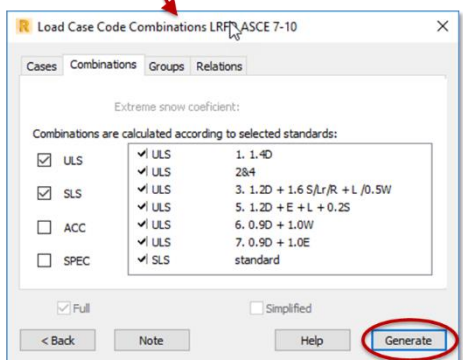 R Load Case Code Combinations LRFD ASCE 7-10
Cases Combinations Groups Relations
Extreme snow coeficient:
Combinations are calculated according to selected standards:
ULS
SLS
ACC
SPEC
ULS 1. 1.4D
ULS 2&4
ULS 3. 1.2D + 1.6 S/Lr/R + L /0.5W
ULS 5. 1.2D + E + L + 0.2S
ULS 6. 0.9D + 1.0W
ULS 7. 0.9D + 1.0E
SLS standard
Full Simplified
< Back Note Help Generate